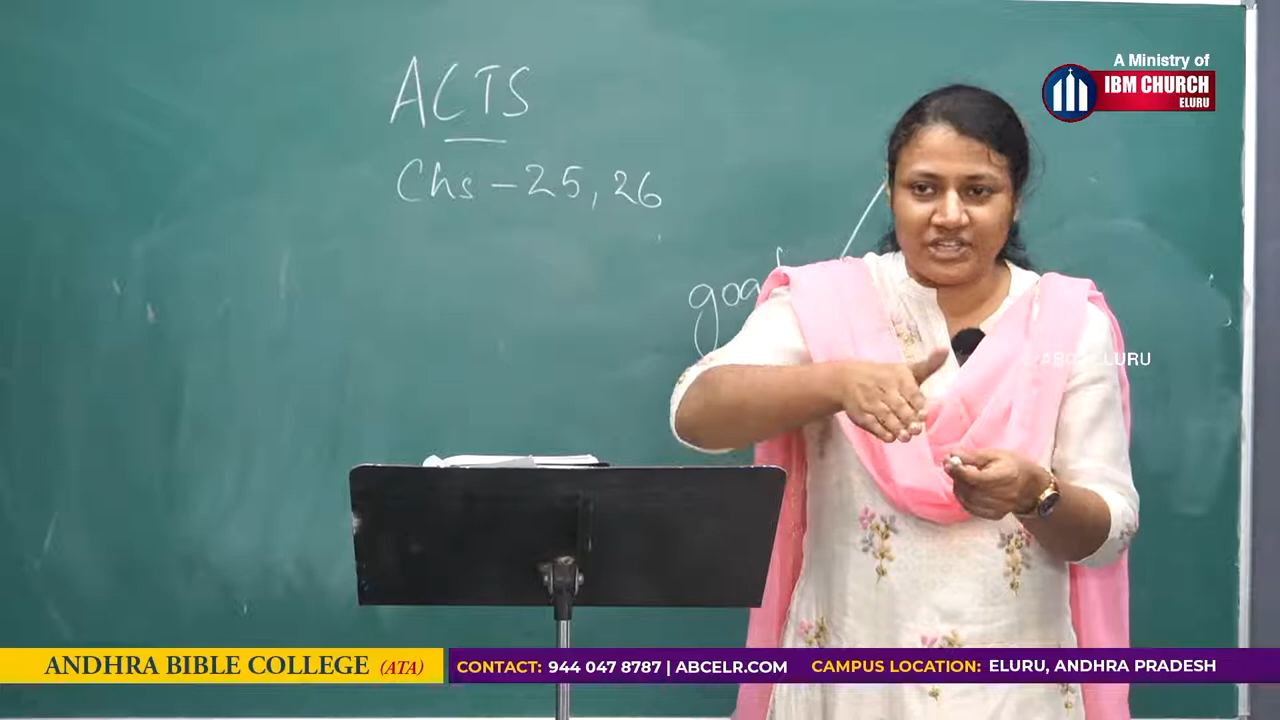 ACTS
Chs - 25, 26
A Ministry of
IBM CHURCH
ELURU
ANDHRA BIBLE COLLEGE (ATA)
CONTACT: 944 047 8787 | ABCELR.COM
CAMPUS LOCATION: ELURU, ANDHRA PRADESH